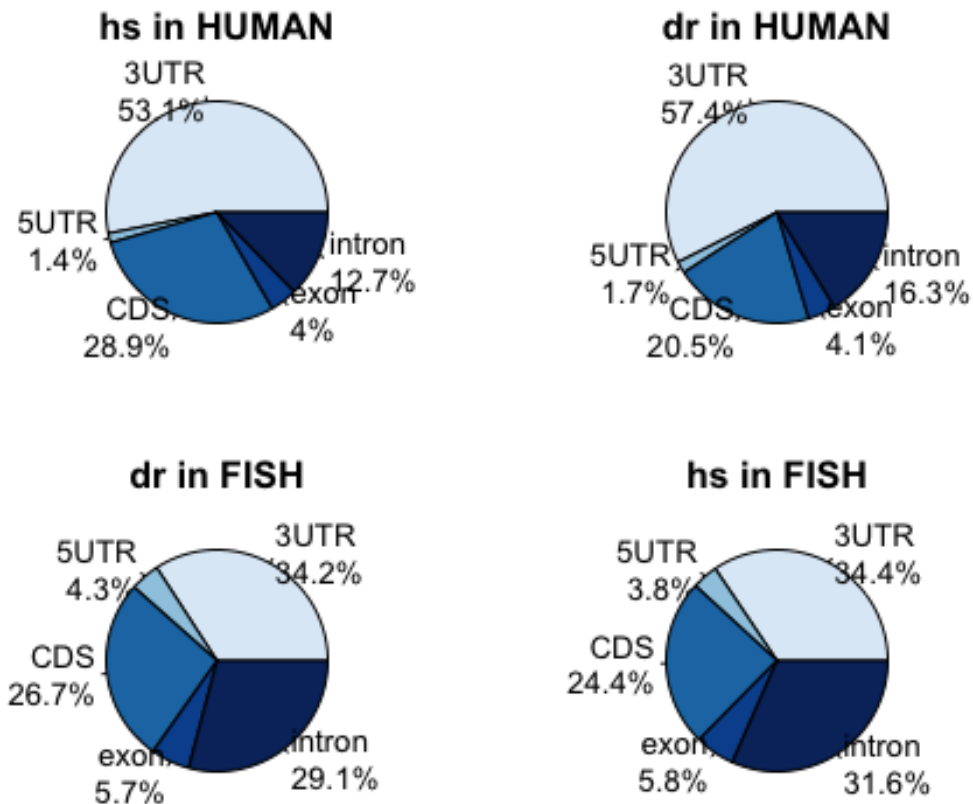 hs in HUMAN
3UTR
53.1%
5UTR
1.4%
CDS
28.9%
exon
4%
intron
12.7%
dr in HUMAN
3UTR
57.4%
5UTR
1.7%
CDS
20.5%
exon
4.1%
intron
16.3%
dr in FISH
3UTR
34.2%
5UTR
4.3%
CDS
26.7%
exon
5.7%
intron
29.1%
hs in FISH
3UTR
34.4%
5UTR
3.8%
CDS
24.4%
exon
5.8%
intron
31.6%